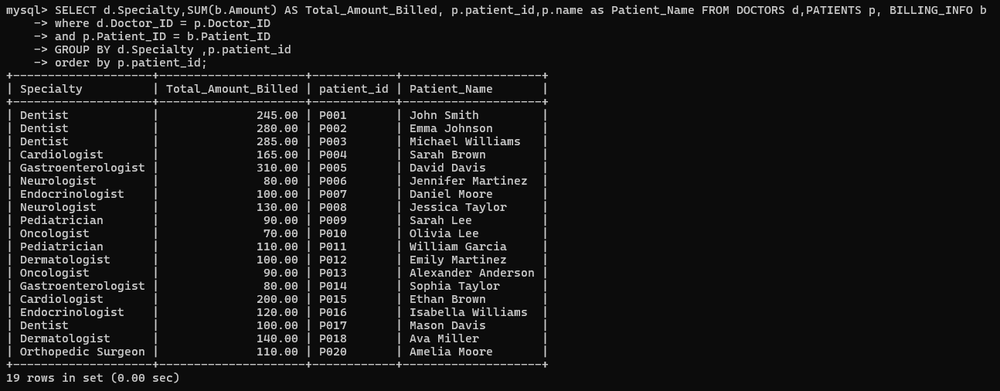 mysql> SELECT d.Specialty,SUM(b.Amount) AS Total_Amount_Billed, p.patient_id,p.name as Patient_Name FROM DOCTORS d,PATIENTS p, BILLING_INFO b
    -> where d.Doctor_ID = p.Doctor_ID
    -> and p.Patient_ID = b.Patient_ID
    -> GROUP BY d.Specialty ,p.patient_id
    -> order by p.patient_id;
+--------------------+---------------------+------------+--------------------+
| Specialty          | Total_Amount_Billed | patient_id | Patient_Name       |
+--------------------+---------------------+------------+--------------------+
| Dentist            |              245.00 | P001       | John Smith         |
| Dentist            |              280.00 | P002       | Emma Johnson       |
| Dentist            |              285.00 | P003       | Michael Williams   |
| Cardiologist       |              165.00 | P004       | Sarah Brown        |
| Gastroenterologist |              310.00 | P005       | David Davis        |
| Neurologist        |               80.00 | P006       | Jennifer Martinez  |
| Endocrinologist    |              100.00 | P007       | Daniel Moore       |
| Neurologist        |              130.00 | P008       | Jessica Taylor     |
| Pediatrician       |               90.00 | P009       | Sarah Lee          |
| Oncologist         |               70.00 | P010       | Olivia Lee         |
| Pediatrician       |              110.00 | P011       | William Garcia     |
| Dermatologist      |              100.00 | P012       | Emily Martinez     |
| Oncologist         |               90.00 | P013       | Alexander Anderson |
| Gastroenterologist |               80.00 | P014       | Sophia Taylor      |
| Cardiologist       |              200.00 | P015       | Ethan Brown        |
| Endocrinologist    |              120.00 | P016       | Isabella Williams  |
| Dentist            |              100.00 | P017       | Mason Davis        |
| Dermatologist      |              140.00 | P018       | Ava Miller         |
| Orthopedic Surgeon |              110.00 | P020       | Amelia Moore       |
+--------------------+---------------------+------------+--------------------+
19 rows in set (0.00 sec)